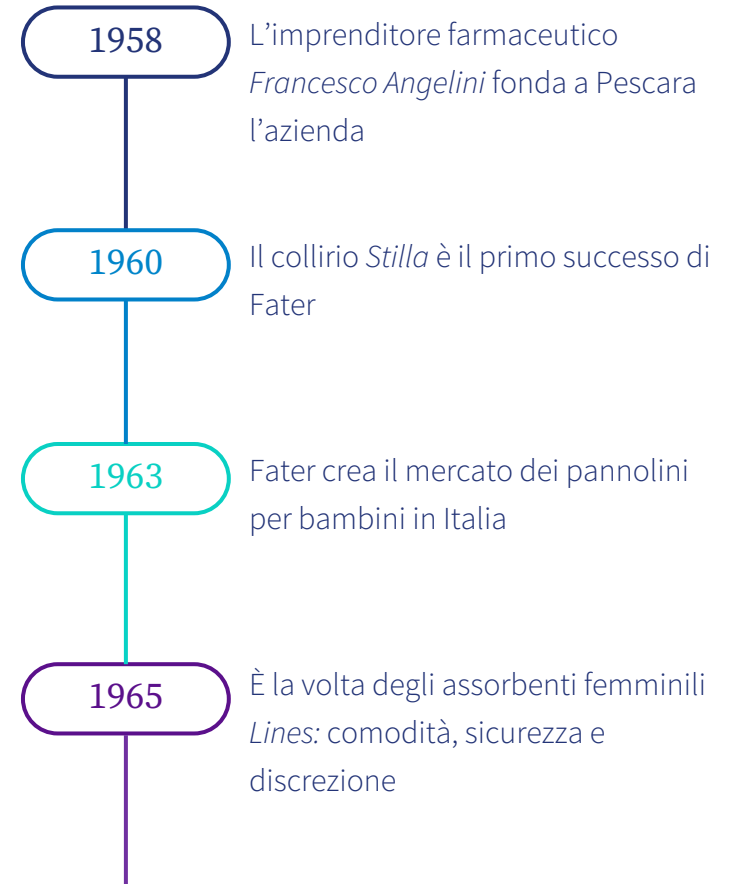 1958
L’imprenditore farmaceutico
Francesco Angelini fonda a Pescara
l’azienda
1960
Il collirio Stilla è il primo successo di
Fater
1963
Fater crea il mercato dei pannolini
per bambini in Italia
1965
È la volta degli assorbenti femminili
Lines: comodità, sicurezza e
discrezione